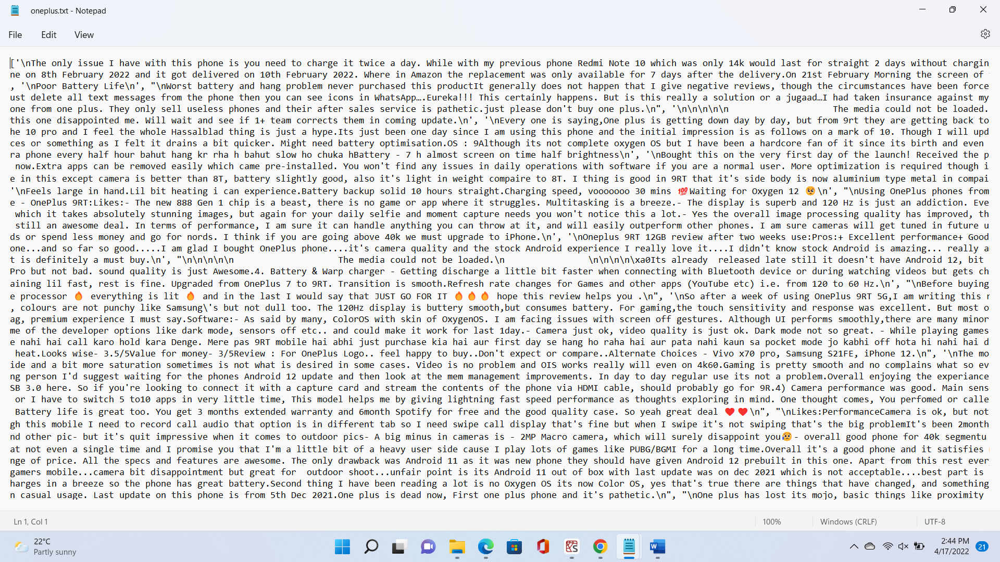 oneplus.txt - Notepad
File Edit View
['\nThe only issue I have with this phone is you need to charge it twice a day. While with my previous phone Redmi Note 10 which was only 14k would last for straight 2 days without chargin
ne on 8th February 2022 and it got delivered on 10th February 2022. Where in Amazon the replacement was only available for 7 days after the delivery.On 21st February Morning the screen of
, '\nPoor Battery Life\n', "\nWorst battery and hang problem never purchased this productIt generally does not happen that I give negative reviews, though the circumstances have been force
ust delete all text messages from the phone then you can see icons in WhatsApp….Eureka!!! This certainly happens. But is this really a solution or a jugaad…I had taken insurance against my
one from one plus. They only sell useless phones and their after sales service is pathetic.just please don't buy one plus.\n", '\n\n\n\n\n The media could not be loaded.
this one disappointed me. Will wait and see if 1+ team corrects them in coming update.\n', '\nEvery one is saying,One plus is getting down day by day, but from 9rt they are getting back to
he 10 pro and I feel the whole Hassalblad thing is just a hype.Its just been one day since I am using this phone and the initial impression is as follows on a mark of 10. Though I will upd
ces or something as I felt it drains a bit quicker. Might need battery optimisation.OS : 9Although its not complete oxygen OS but I have been a hardcore fan of it since its birth and even
ra phone every half hour bahut hang kr rha h bahut slow ho chuka hBattery - 7 h almost screen on time half brightness\n', '\nBought this on the very first day of the launch! Received the p
now.Extra apps can be removed easily which came pre-installed. You won't find any issues in daily operations with software if you are a normal user. More optimization is required though i
e in this except camera is better than 8T, battery slightly good, also it's light in weight compaire to 8T. I thing is good in 9RT that it's side body is now aluminium type metal in compai
'\nFeels large in hand.Lil bit heating i can experience.Battery backup solid 10 hours straight.Charging speed, vooooooo 30 mins 💯Waiting for Oxygen 12 🥺\n', "\nUsing OnePlus phones from
e - OnePlus 9RT:Likes:- The new 888 Gen 1 chip is a beast, there is no game or app where it struggles. Multitasking is a breeze.- The display is superb and 120 Hz is just an addiction. Eve
which it takes absolutely stunning images, but again for your daily selfie and moment capture needs you won't notice this a lot.- Yes the overall image processing quality has improved, th
still an awesome deal. In terms of performance, I am sure it can handle anything you can throw at it, and will easily outperform other phones. I am sure cameras will get tuned in future u
ds or spend less money and go for nords. I think if you are going above 40k we must upgrade to iPhone.\n', '\nOneplus 9RT 12GB review after two weeks use:Pros:+ Excellent performance+ Good
one...and so far so good.....I am glad I bought OnePlus phone....it's camera quality and the stock Android experience I really love it....I didn't know stock Android is amazing... really a
t is definitely a must buy.\n', "\n\n\n\n\n The media could not be loaded.\n \n\n\n\n\xa0Its already released late still it doesn't have Android 12, bit
Pro but not bad. sound quality is just Awesome.4. Battery & Warp charger - Getting discharge a little bit faster when connecting with Bluetooth device or during watching videos but gets ch
aining lil fast, rest is fine. Upgraded from OnePlus 7 to 9RT. Transition is smooth.Refresh rate changes for Games and other apps (YouTube etc) i.e. from 120 to 60 Hz.\n', "\nBefore buying
e processor 🔥 everything is lit 🔥 and in the last I would say that JUST GO FOR IT 🔥🔥🔥 hope this review helps you .\n", '\nSo after a week of using OnePlus 9RT 5G,I am writing this
, colours are not punchy like Samsung\'s but not dull too. The 120Hz display is buttery smooth,but consumes battery. For gaming,the touch sensitivity and response was excellent. But most o
ag, premium experience I must say.Software:- As said by many, ColorOS with skin of OxygenOS. I am facing issues with screen off gestures. Although UI performs smoothly,there are many minor
me of the developer options like dark mode, sensors off etc.. and could make it work for last 1day.- Camera just ok, video quality is just ok. Dark mode not so great. - While playing games
e nahi hai call karo hold kara Denge. Mere pas 9RT mobile hai abhi just purchase kia hai aur first day se hang ho raha hai aur pata nahi kaun sa pocket mode jo kabhi off hota hi nahi hai d
heat.Looks wise- 3.5/5Value for money- 3/5Review : For OnePlus Logo.. feel happy to buy..Don't expect or compare..Alternate Choices - Vivo x70 pro, Samsung S21FE, iPhone 12.\n", '\nThe mo
ide and a bit more saturation sometimes is not what is desired in some cases. Video is no problem and OIS works really will even on 4k60.Gaming is pretty smooth and no complains what so ev
ng person I'd suggest waiting for the phones Android 12 update and then look at the mem management improvements. In day to day regular use its not a problem.Overall enjoying the experiance
SB 3.0 here. So if you're looking to connect it with a capture card and stream the contents of the phone via HDMI cable, should probably go for 9R.4) Camera performance was good. Main sens
or I have to switch 5 to10 apps in very little time, This model helps me by giving lightning fast speed performance as thoughts exploring in mind. One thought comes, You perfomed or calle
Battery life is great too. You get 3 months extended warranty and 6month Spotify for free and the good quality case. So yeah great deal ❤️❤️\n", "\nLikes:PerformanceCamera is ok, but not
gh this mobile I need to record call audio that option is in different tab so I need swipe call display that's fine but when I swipe it's not swiping that's the big problemIt's been 2month
nd other pic- but it's quit impressive when it comes to outdoor pics- A big minus in cameras is - 2MP Macro camera, which will surely disappoint you😥- overall good phone for 40k segmentu
at not even a single time and I promise you that I'm a little bit of a heavy user side cause I play lots of games like PUBG/BGMI for a long time.Overall it's a good phone and it satisfies
nge of price. All the specs and features are awesome. The only drawback was Android 11 as it was new phone they should have given Android 12 prebuilt in this one. Apart from this rest ever
gamers mobile...camera bit disappointment but great for outdoor shoot...unfair point is its Android 11 out of box with last update was on dec 2021 which is not acceptable....best part is
harges in a breeze so the phone has great battery.Second thing I have been reading a lot is no Oxygen OS its now Color OS, yes that's true there are things that have changed, and something
n casual usage. Last update on this phone is from 5th Dec 2021.One plus is dead now, First one plus phone and it's pathetic.\n", "\nOne plus has lost its mojo, basic things like proximity
Ln 1, Col 1 100% Windows (CRLF) UTF-8
22°C
Partly sunny
2:44 PM
4/17/2022
21